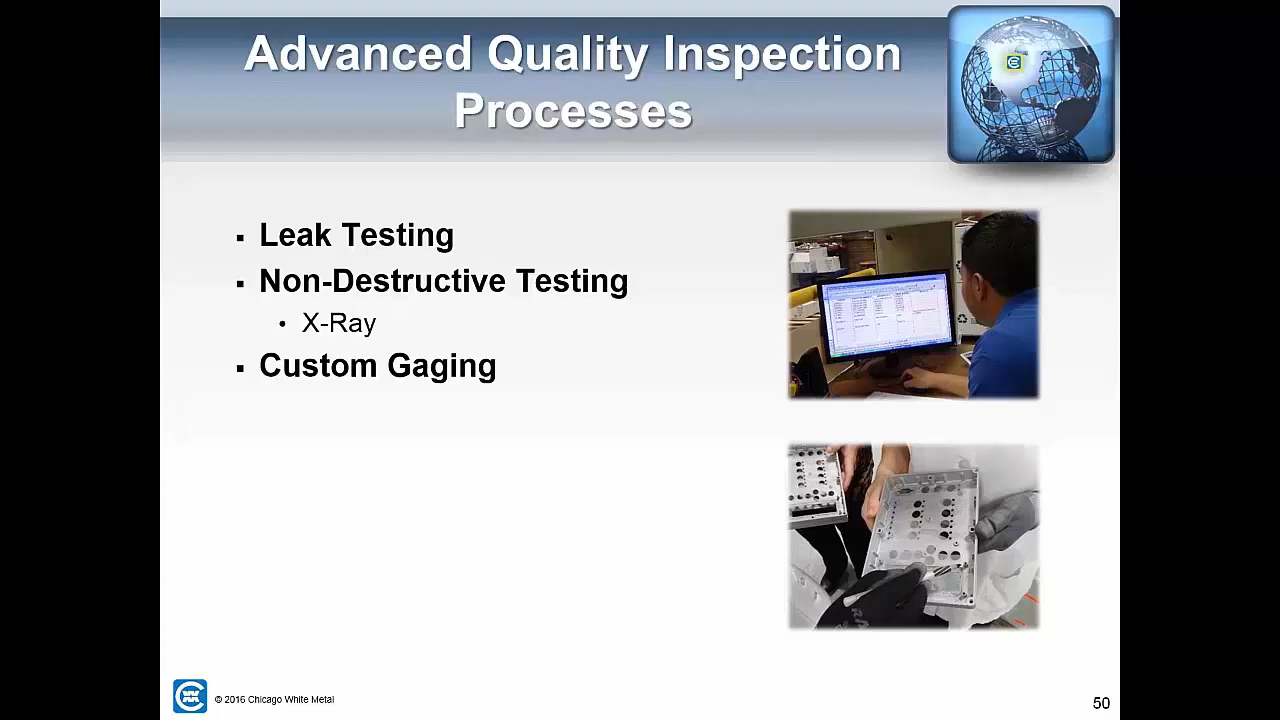 Advanced Quality Inspection
Processes
▪ Leak Testing
▪ Non-Destructive Testing
• X-Ray
▪ Custom Gaging
© 2016 Chicago White Metal
50